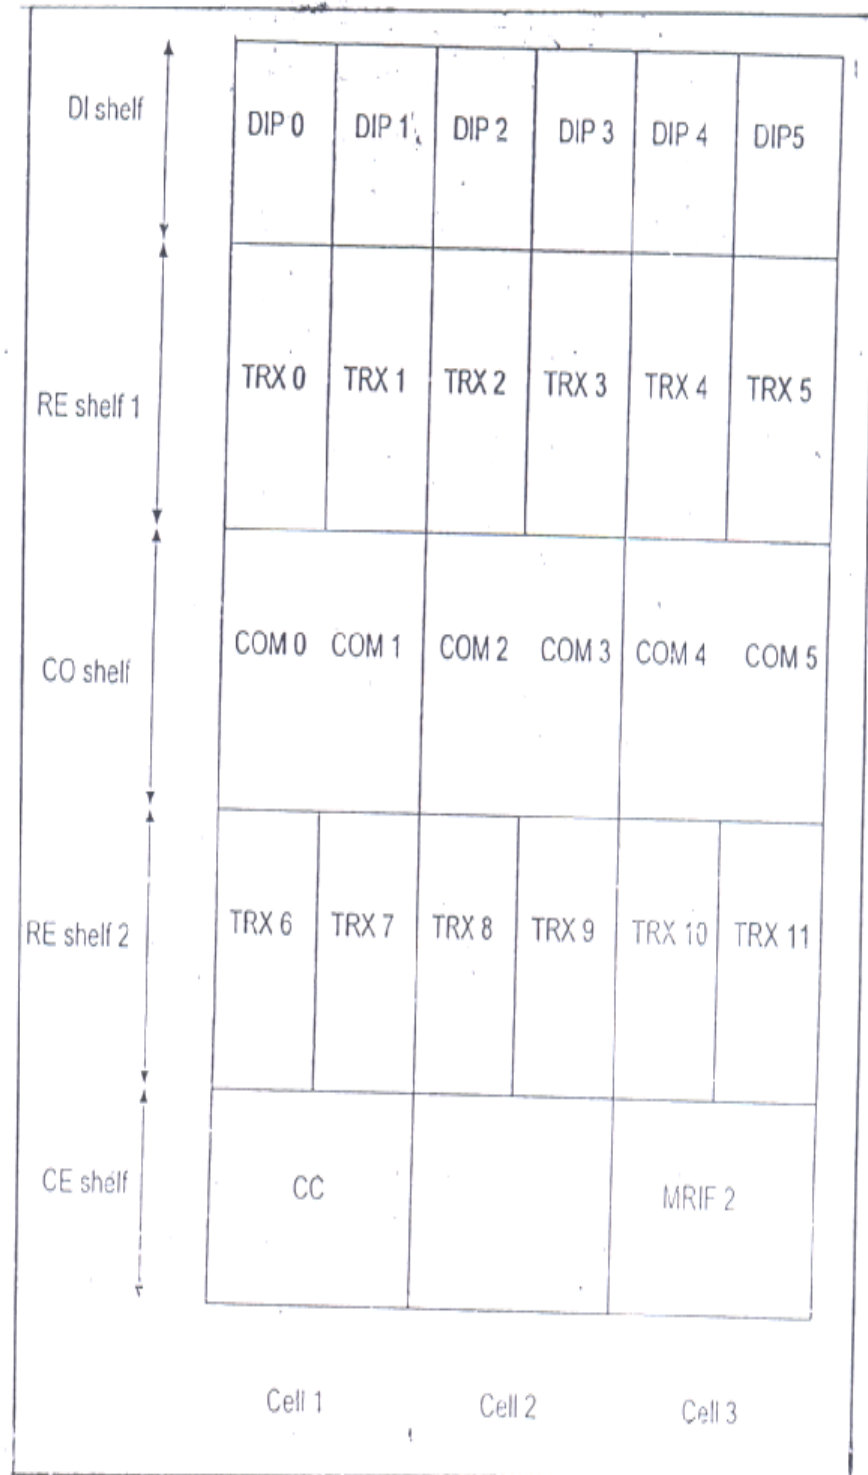 DI shelf
DIP 0 DIP 1 DIP 2 DIP 3 DIP 4 DIP5
RE shelf 1
TRX 0 TRX 1 TRX 2 TRX 3 TRX 4 TRX 5
CO shelf
COM 0 COM 1 COM 2 COM 3 COM 4 COM 5
RE shelf 2
TRX 6 TRX 7 TRX 8 TRX 9 TRX 10 TRX 11
CE shelf
CC MRIF 2
Cell 1 Cell 2 Cell 3